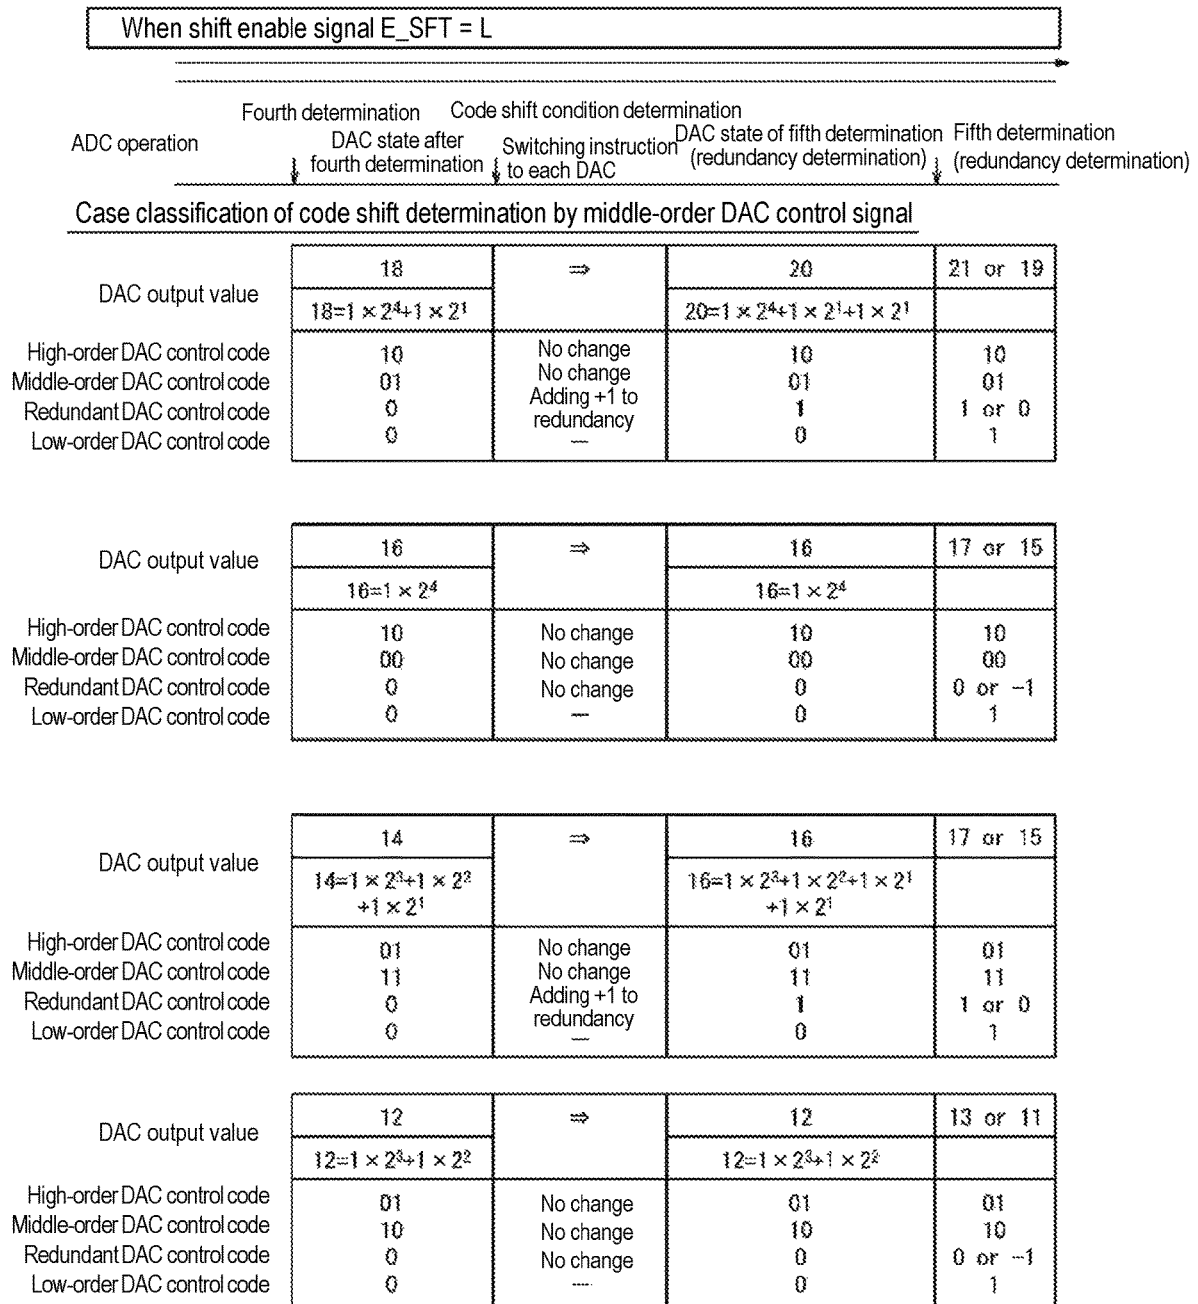 When shift enable signal E_SFT = L
Fourth determination Code shift condition determination
ADC operation
DAC state after
fourth determination
Switching instruction
to each DAC
DAC state of fifth determination
(redundancy determination)
Fifth determination
(redundancy determination)
Case classification of code shift determination by middle-order DAC control signal
DAC output value 18 ⇒ 20 21 or 19
18=1×2⁴+1×2¹ 20=1×2⁴+1×2¹+1×2¹
High-order DAC control code 10 No change 10 10
Middle-order DAC control code 01 No change 01 01
Redundant DAC control code 0 Adding +1 to redundancy 1 1 or 0
Low-order DAC control code 0 — 0 1
DAC output value 16 ⇒ 16 17 or 15
16=1×2⁴ 16=1×2⁴
High-order DAC control code 10 No change 10 10
Middle-order DAC control code 00 No change 00 00
Redundant DAC control code 0 No change 0 0 or −1
Low-order DAC control code 0 — 0 1
DAC output value 14 ⇒ 16 17 or 15
14=1×2³+1×2² 16=1×2³+1×2²+1×2¹
+1×2¹ +1×2¹
High-order DAC control code 01 No change 01 01
Middle-order DAC control code 11 No change 11 11
Redundant DAC control code 0 Adding +1 to redundancy 1 1 or 0
Low-order DAC control code 0 — 0 1
DAC output value 12 ⇒ 12 13 or 11
12=1×2³+1×2² 12=1×2³+1×2²
High-order DAC control code 01 No change 01 01
Middle-order DAC control code 10 No change 10 10
Redundant DAC control code 0 No change 0 0 or −1
Low-order DAC control code 0 — 0 1